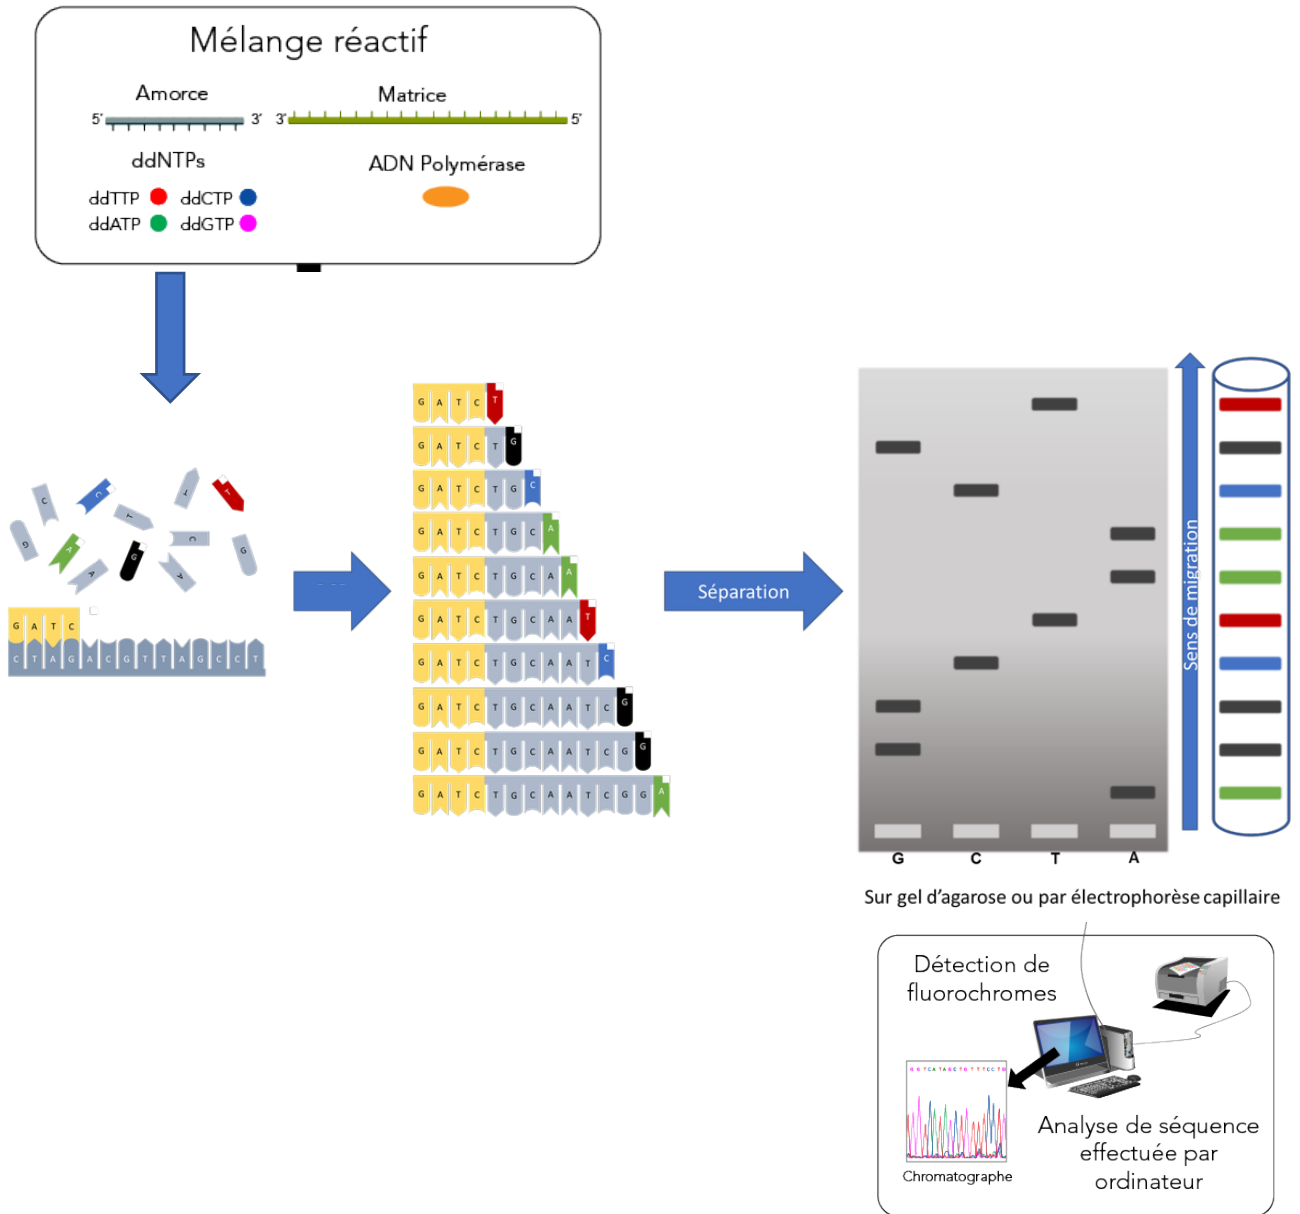 Mélange réactif
Amorce
Matrice
5' 3'
3' 5'
ddNTPs
ADN Polymérase
ddTTP ddCTP
ddATP ddGTP
C
C
T
T
T
G
A
A
G
C
A
G
G A T C
C T A G A C G T T A G C C T
G A T C T
G A T C T G
G A T C T G C
G A T C T G C A
G A T C T G C A A
G A T C T G C A A T
G A T C T G C A A T C
G A T C T G C A A T C G
G A T C T G C A A T C G G
G A T C T G C A A T C G G A
Séparation
Sens de migration
G C T A
Sur gel d'agarose ou par électrophorèse capillaire
Détection de
fluorochromes
G G T C A T A G C T G T T T C C T G
Chromatographe
Analyse de séquence
effectuée par
ordinateur